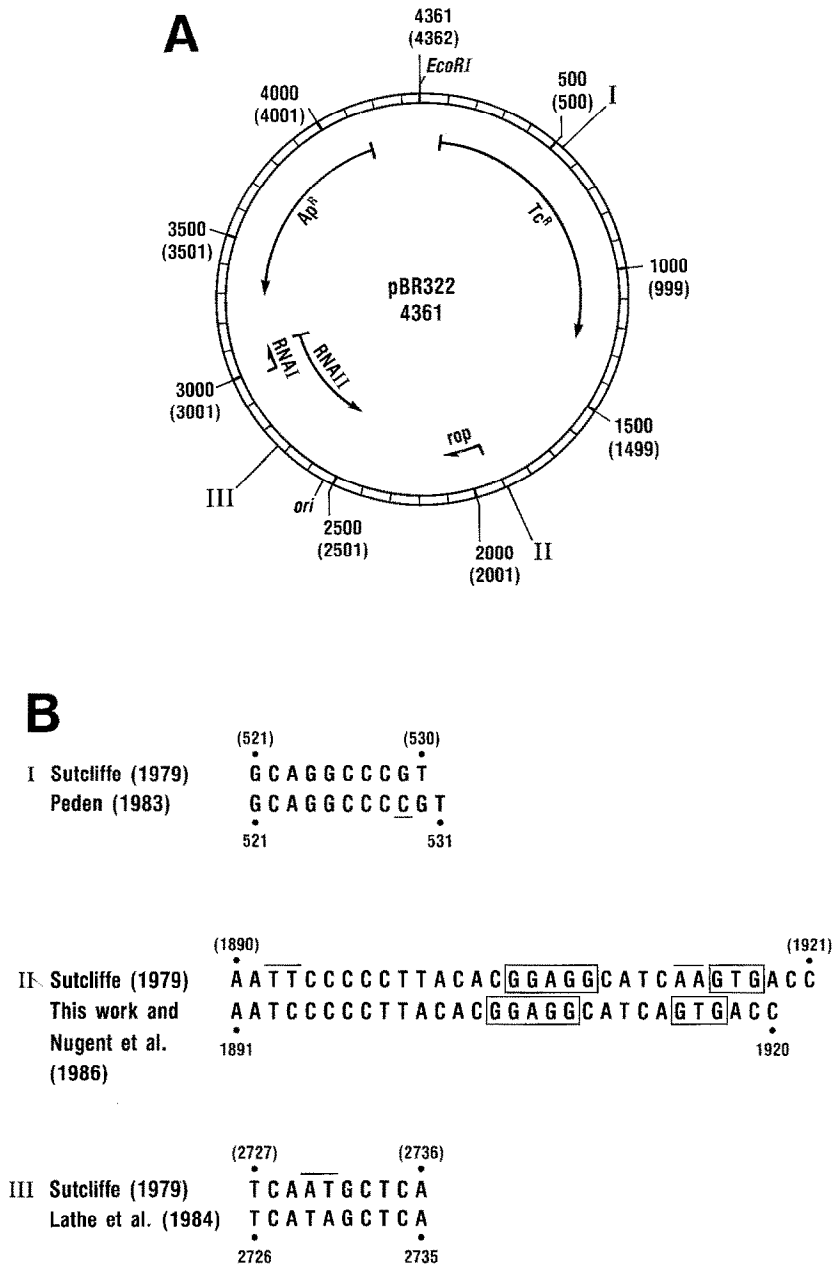 A
4361
(4362)
EcoRI
500
(500)
I
1000
(999)
1500
(1499)
II
2000
(2001)
2500
(2501)
ori
III
3000
(3001)
3500
(3501)
4000
(4001)
Ap^R
Tc^R
pBR322
4361
RNAI
RNAII
rop
B
(521) (530)
I Sutcliffe (1979) G C A G G C C C G T
Peden (1983) G C A G G C C C C G T
521 531
(1890) (1921)
II Sutcliffe (1979) A A T T C C C C C T T A C A C G G A G G C A T C A A G T G A C C
This work and A A T C C C C C T T A C A C G G A G G C A T C A G T G A C C
Nugent et al. 1891 1920
(1986)
(2727) (2736)
III Sutcliffe (1979) T C A A T G C T C A
Lathe et al. (1984) T C A T A G C T C A
2726 2735